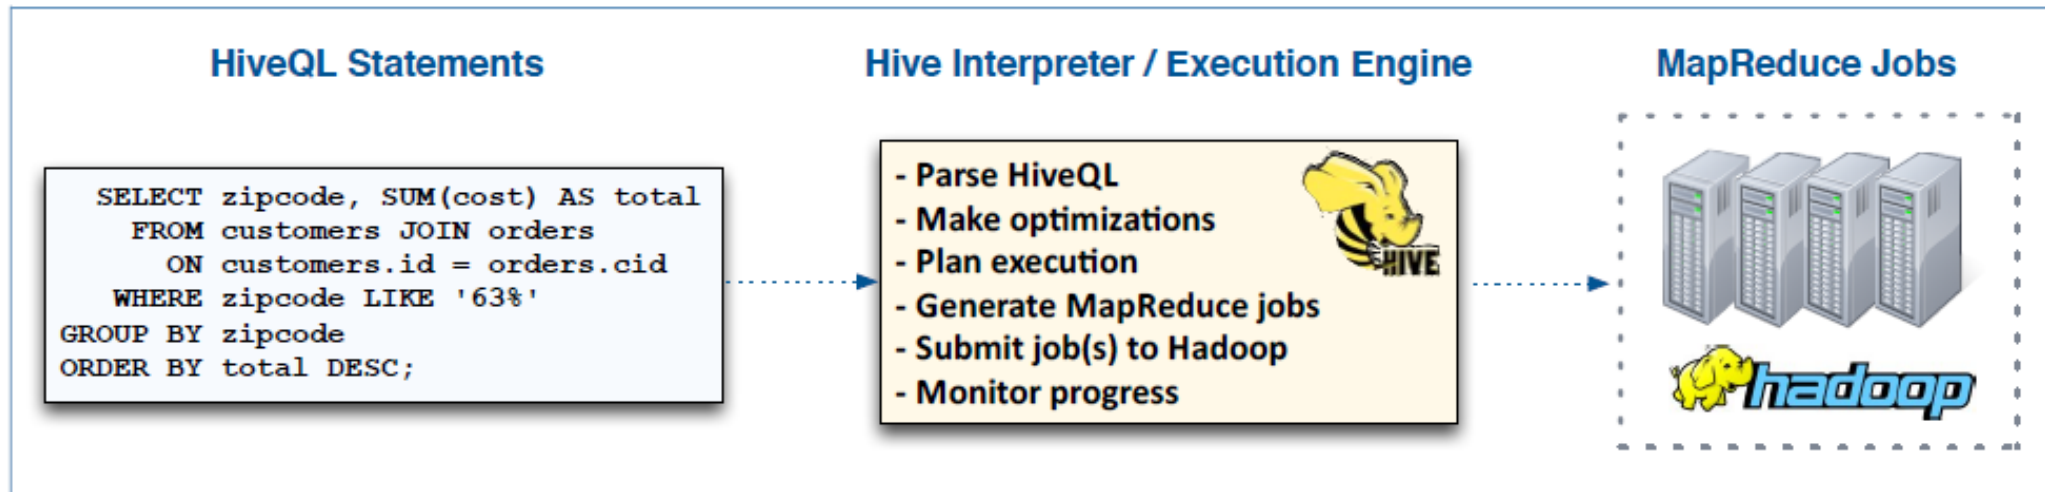 HiveQL Statements
SELECT zipcode, SUM(cost) AS total
FROM customers JOIN orders
ON customers.id = orders.cid
WHERE zipcode LIKE '63%'
GROUP BY zipcode
ORDER BY total DESC;
Hive Interpreter / Execution Engine
- Parse HiveQL
- Make optimizations
- Plan execution
- Generate MapReduce jobs
- Submit job(s) to Hadoop
- Monitor progress
HIVE
MapReduce Jobs
hadoop